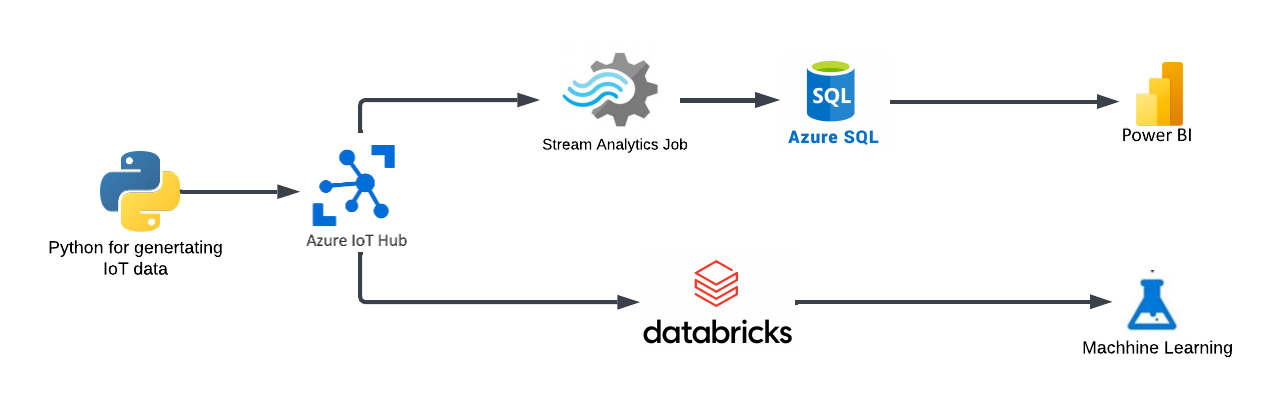 Stream Analytics Job
SQL
Azure SQL
Power BI
Python for genertating
IoT data
Azure IoT Hub
databricks
Machhine Learning